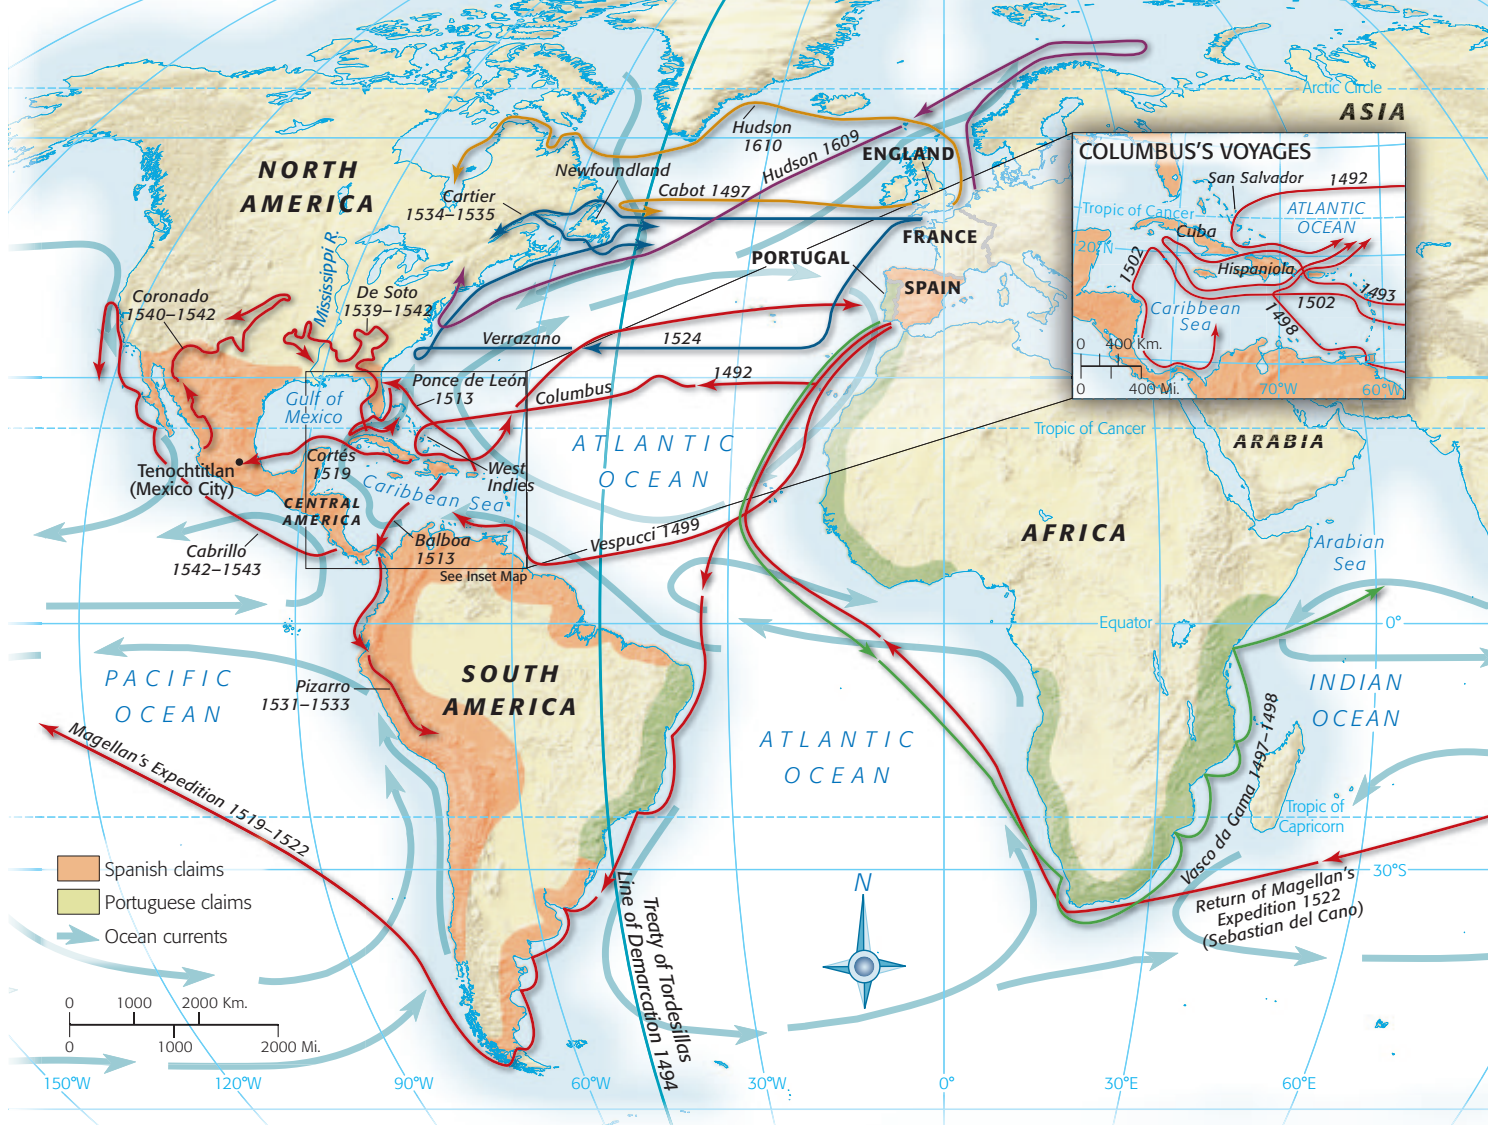 Arctic Circle
ASIA
Hudson
1610
Hudson 1609
ENGLAND
NORTH
AMERICA
Newfoundland
Cabot 1497
Cartier
1534–1535
FRANCE
PORTUGAL
SPAIN
Mississippi R.
Coronado
1540–1542
De Soto
1539–1542
Verrazano
1524
1492
Columbus
Ponce de León
1513
Gulf of
Mexico
Cortés
1519
West
Indies
Tenochtitlan
(Mexico City)
CENTRAL
AMERICA
Caribbean Sea
Balboa
1513
See Inset Map
Cabrillo
1542–1543
Vespucci 1499
ATLANTIC
OCEAN
COLUMBUS'S VOYAGES
San Salvador
1492
Tropic of Cancer
ATLANTIC
OCEAN
20°N
Cuba
Hispaniola
1502
1493
1502
1498
Caribbean
Sea
0 400 Km.
0 400 Mi.
70°W
60°W
Tropic of Cancer
ARABIA
AFRICA
Arabian
Sea
Equator
0°
INDIAN
OCEAN
PACIFIC
OCEAN
SOUTH
AMERICA
Pizarro
1531–1533
ATLANTIC
OCEAN
Magellan's Expedition 1519–1522
Vasco da Gama 1497–1498
Tropic of
Capricorn
30°S
Return of Magellan's
Expedition 1522
(Sebastian del Cano)
Treaty of Tordesillas
Line of Demarcation 1494
N
Spanish claims
Portuguese claims
Ocean currents
0 1000 2000 Km.
0 1000 2000 Mi.
150°W
120°W
90°W
60°W
30°W
0°
30°E
60°E